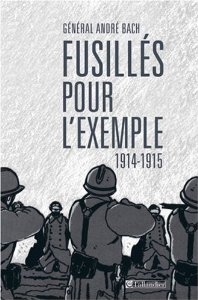 GÉNÉRAL ANDRÉ BACH
FUSILLÉS
POUR
L'EXEMPLE
1914-1915
Tallandier